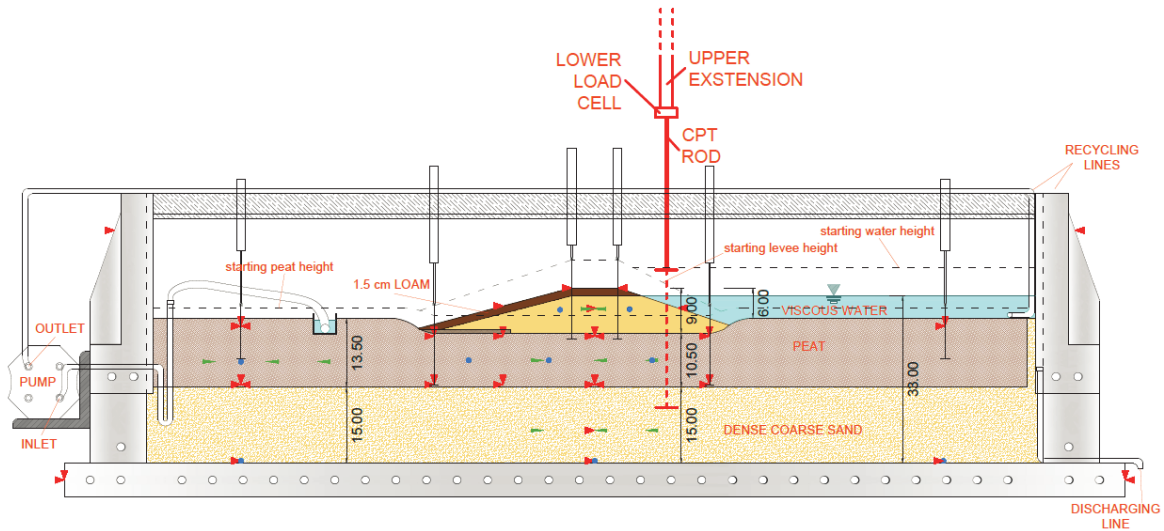 LOWER
LOAD
CELL
UPPER
EXSTENSION
CPT
ROD
RECYCLING
LINES
starting water height
starting levee height
starting peat height
1.5 cm LOAM
OUTLET
PUMP
INLET
VISCOUS WATER
PEAT
DENSE COARSE SAND
13.50
15.00
9.00
6.00
10.50
15.00
33.00
DISCHARGING
LINE